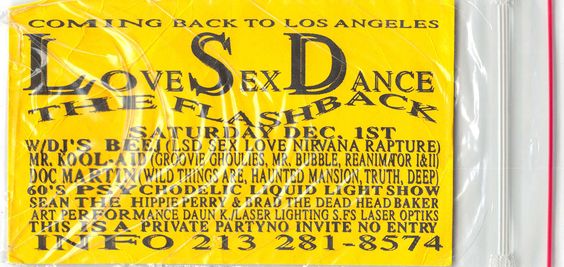 COMING BACK TO LOS ANGELES
LOVE SEX DANCE
THE FLASHBACK
SATURDAY DEC. 1ST
W/DJ'S BEEJ (LSD SEX LOVE NIRVANA RAPTURE)
MR. KOOL-AID (GROOVIE GHOULIES, MR. BUBBLE, REANIMATOR I&II)
DOC MARTIN (WILD THINGS ARE, HAUNTED MANSION, TRUTH, DEEP)
60'S PSYCHODELIC LIQUID LIGHT SHOW
SEAN THE HIPPIE PERRY & BRAD THE DEAD HEAD BAKER
ART PERFORMANCE DAUN K./LASER LIGHTING S.F'S LASER OPTIKS
THIS IS A PRIVATE PARTYNO INVITE NO ENTRY
INFO 213 281-8574